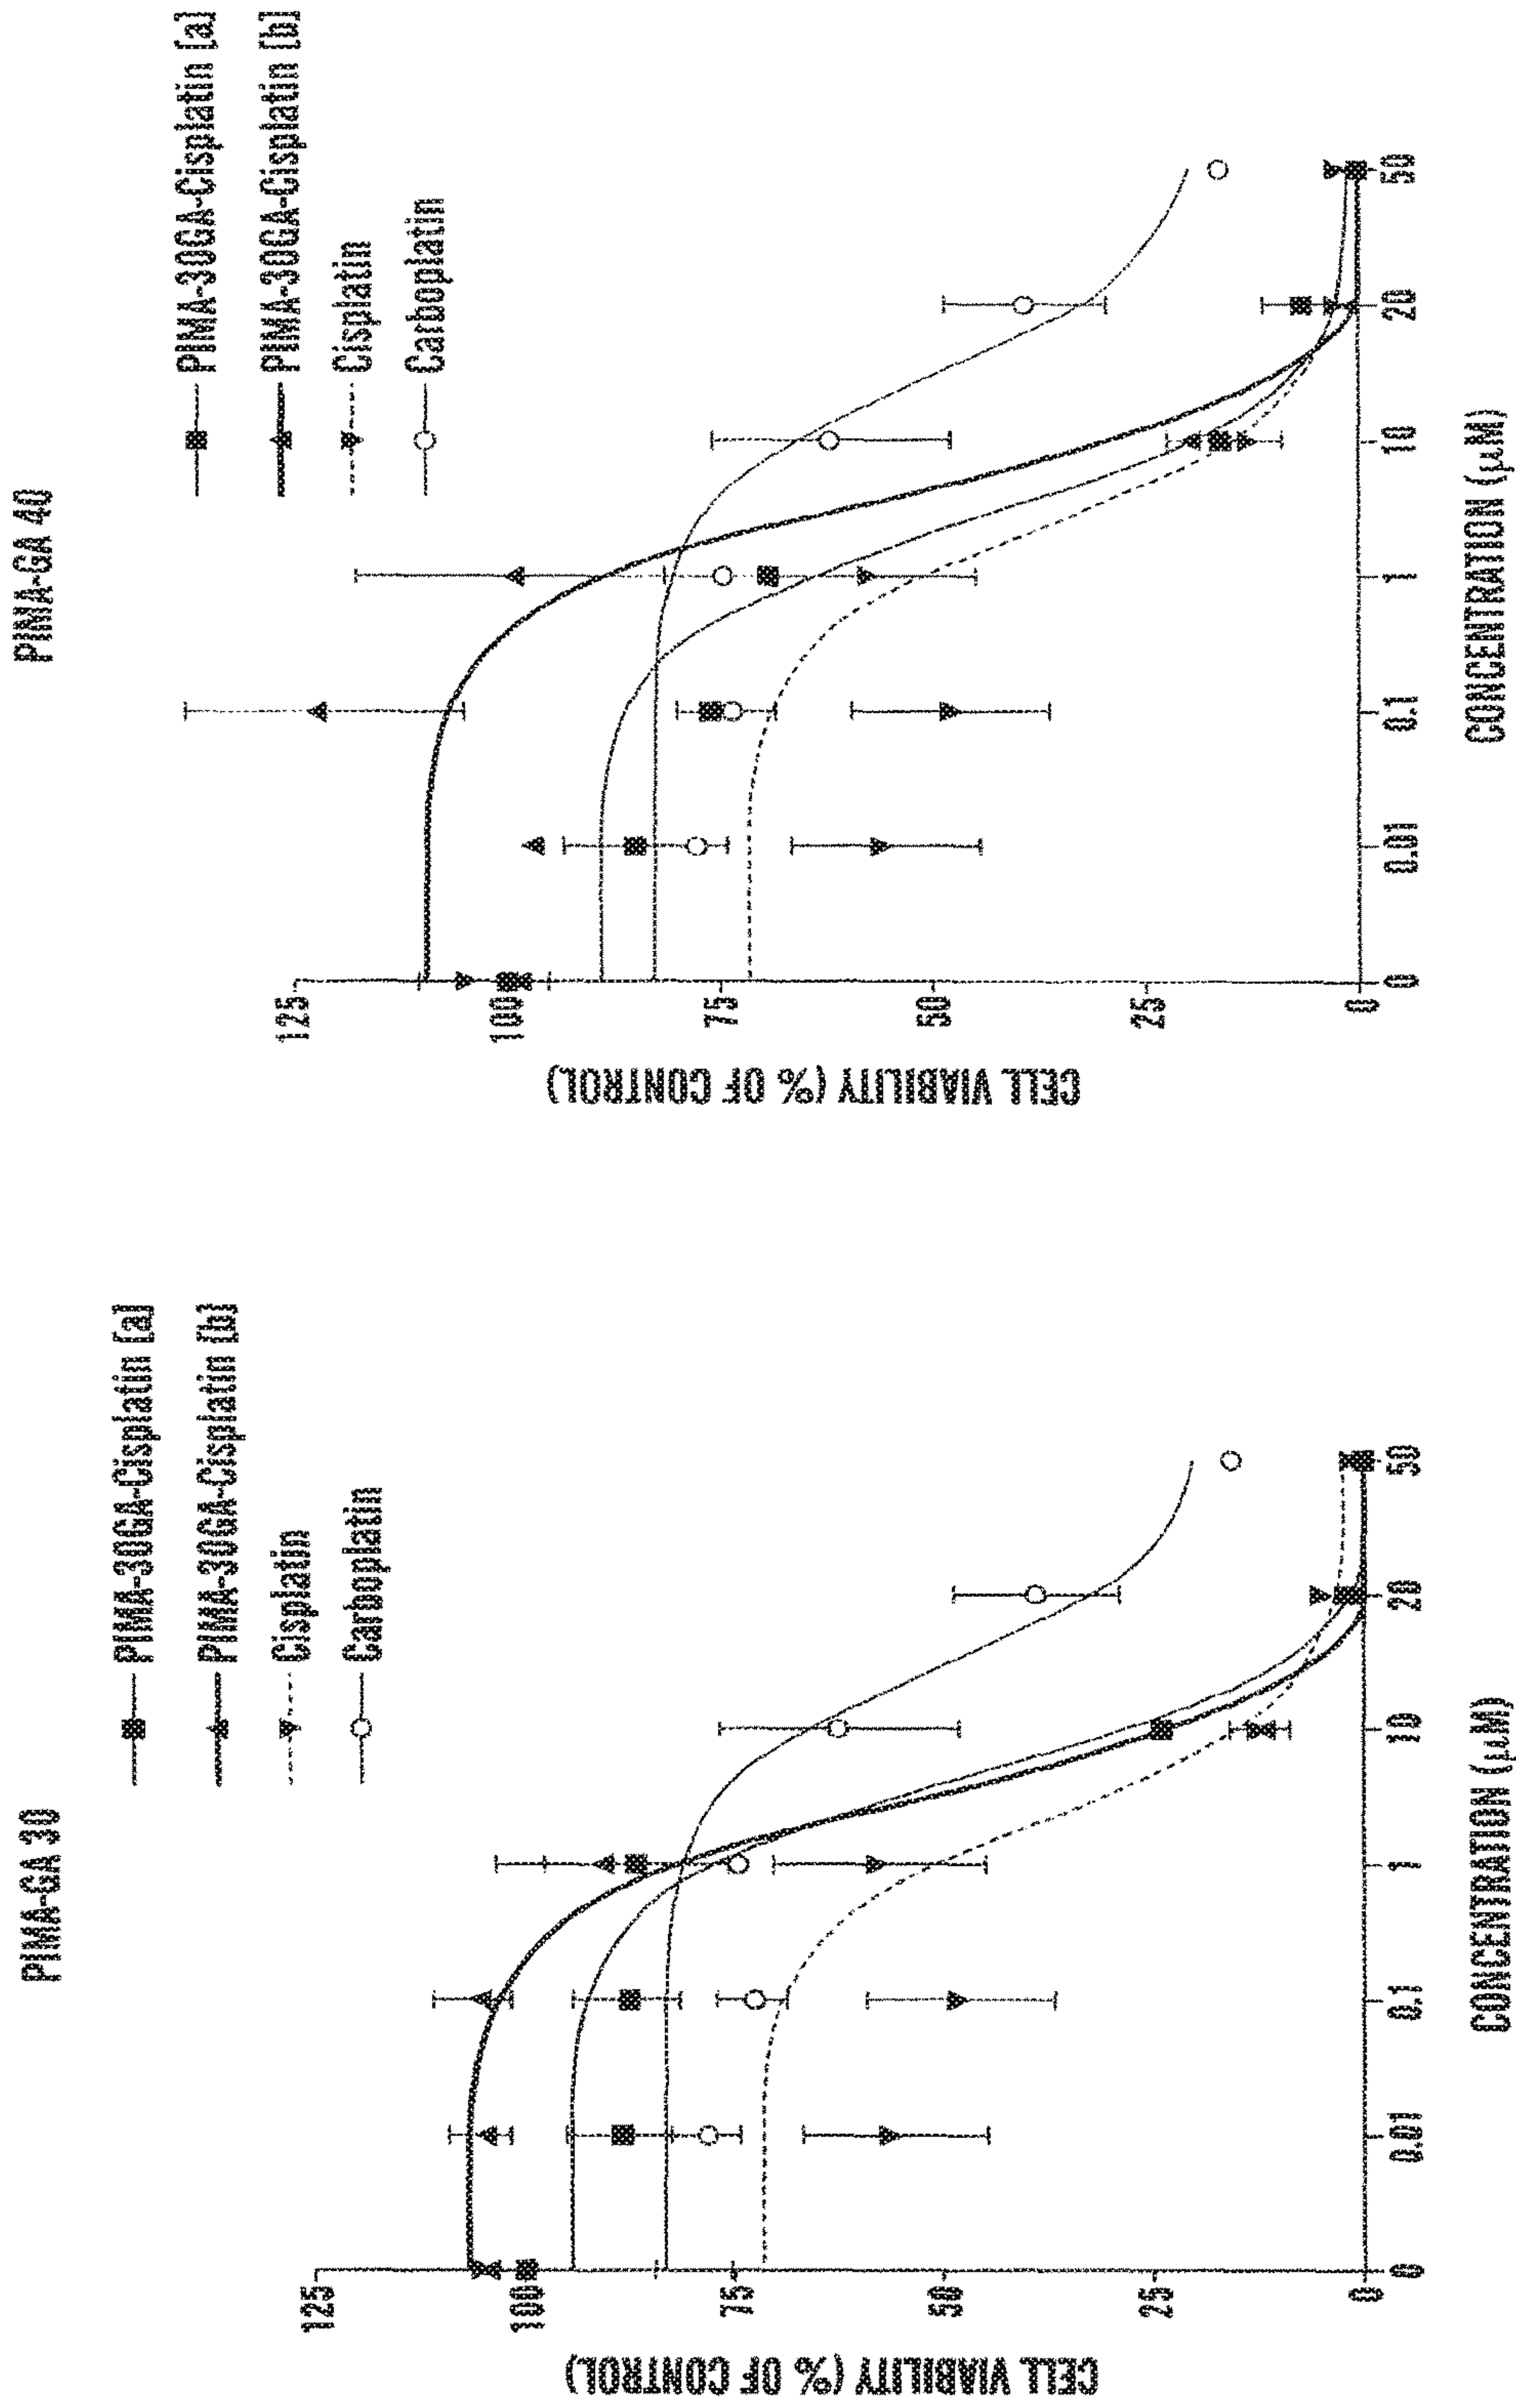 PIMA-GA 30
PIMA-30GA-Cisplatin [a]
PIMA-30GA-Cisplatin [b]
Cisplatin
Carboplatin
CELL VIABILITY (% OF CONTROL)
125
100
75
50
25
0
0 0.01 0.1 1 10 20 50
CONCENTRATION (μM)
PIMA-GA 40
PIMA-30GA-Cisplatin [a]
PIMA-30GA-Cisplatin [b]
Cisplatin
Carboplatin
CELL VIABILITY (% OF CONTROL)
125
100
75
50
25
0
0 0.01 0.1 1 10 20 50
CONCENTRATION (μM)